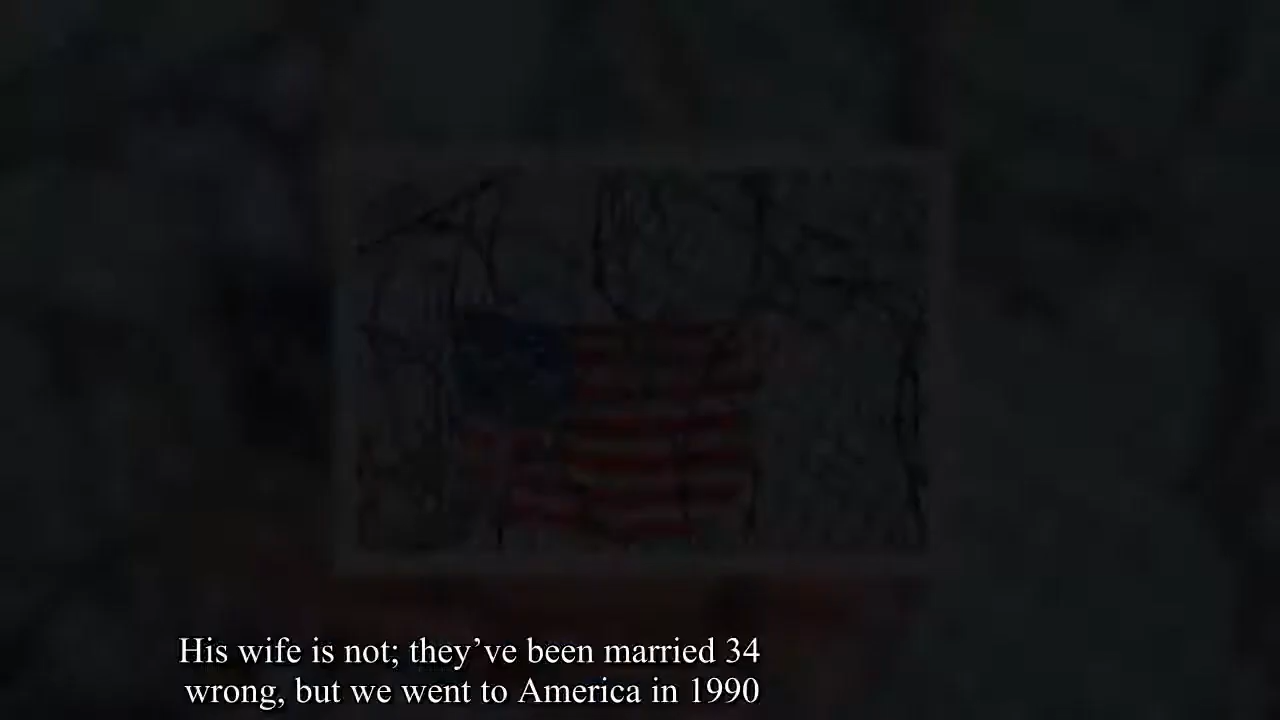 His wife is not; they’ve been married 34
wrong, but we went to America in 1990